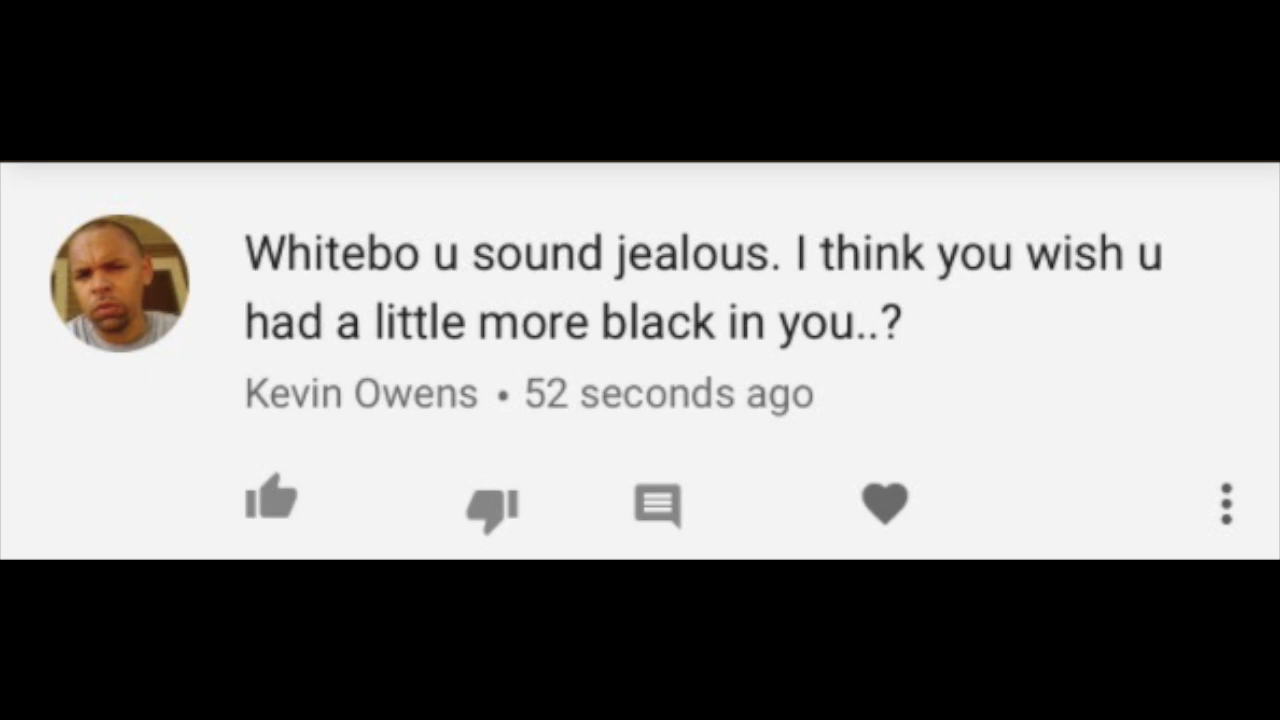 Whitebo u sound jealous. I think you wish u
had a little more black in you..?
Kevin Owens • 52 seconds ago